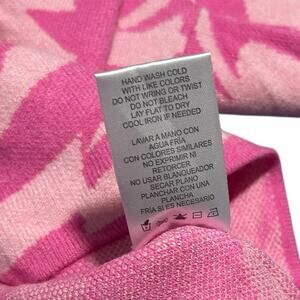 HAND WASH COLD
WITH LIKE COLORS
DO NOT WRING OR TWIST
DO NOT BLEACH
LAY FLAT TO DRY
COOL IRON IF NEEDED
LAVAR A MANO CON
AGUA FRÍA
CON COLORES SIMILARES
NO EXPRIMIR NI
RETORCER
NO USAR BLANQUEADOR
SECAR PLANO
PLANCHAR CON UNA
PLANCHA
FRÍA SI ES NECESARIO